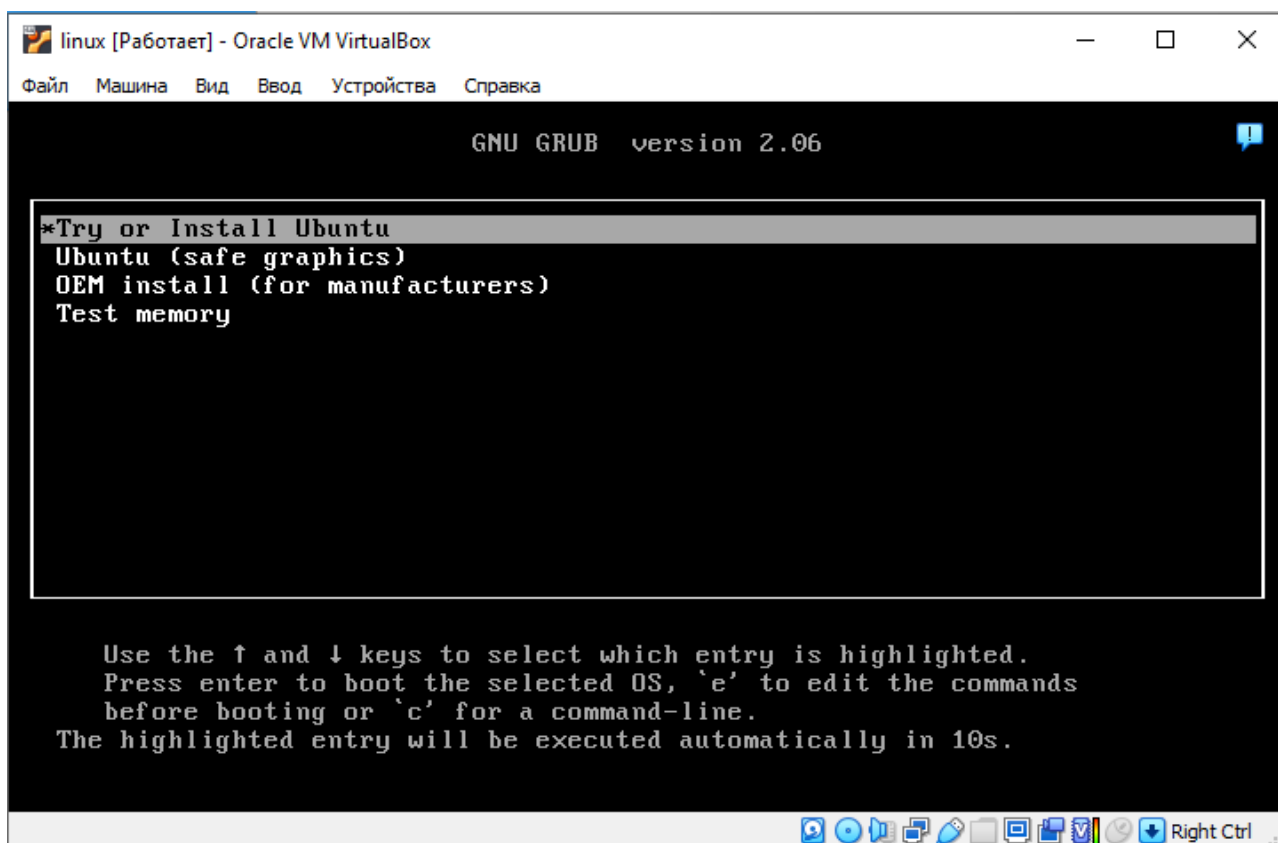 linux [Работает] - Oracle VM VirtualBox
Файл Машина Вид Ввод Устройства Справка
GNU GRUB version 2.06
*Try or Install Ubuntu
Ubuntu (safe graphics)
OEM install (for manufacturers)
Test memory
Use the ↑ and ↓ keys to select which entry is highlighted.
Press enter to boot the selected OS, `e' to edit the commands
before booting or `c' for a command-line.
The highlighted entry will be executed automatically in 10s.
Right Ctrl